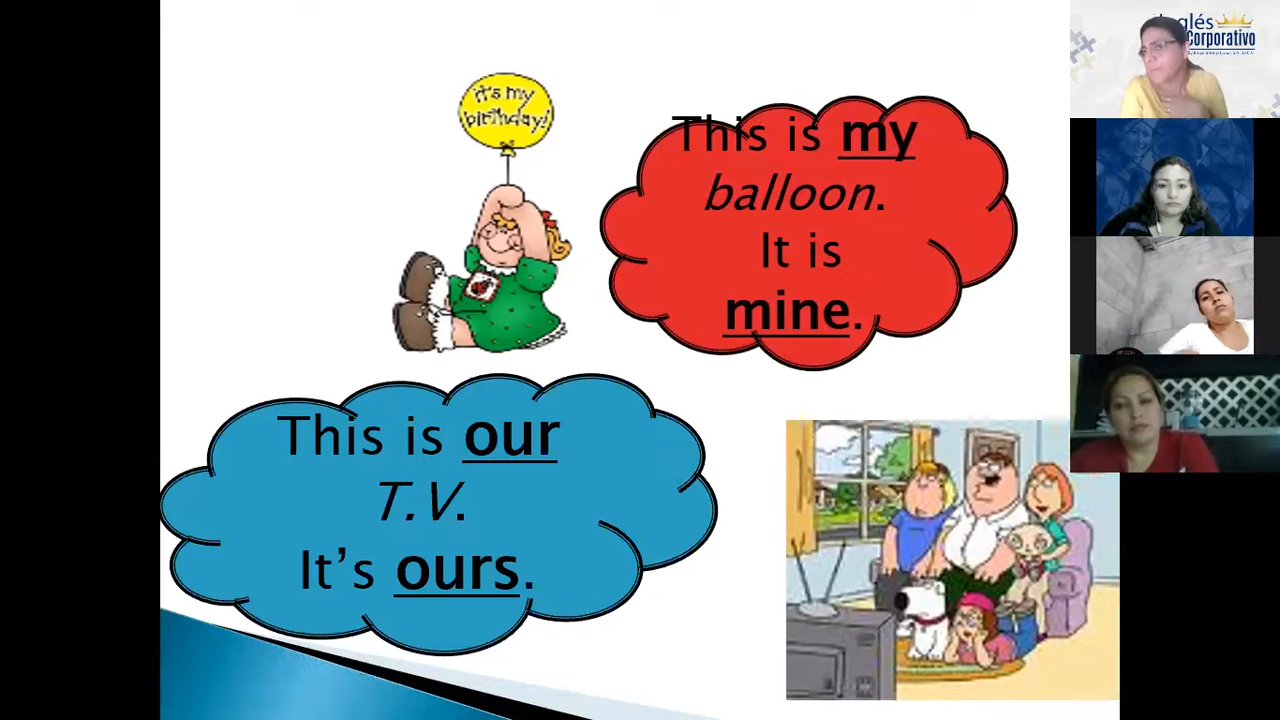 it's my
birthday!
This is my
balloon.
It is
mine.
This is our
T.V.
It's ours.
Corporativo